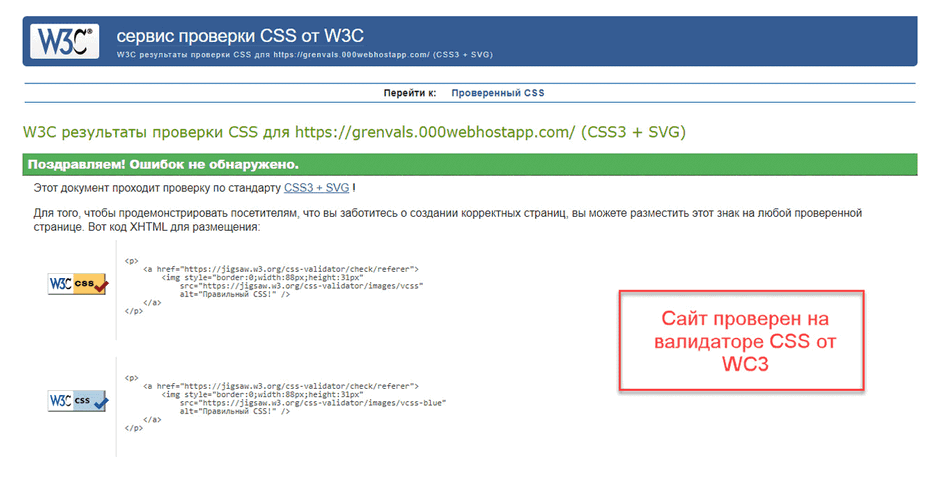 W3C®
сервис проверки CSS от W3C
W3C результаты проверки CSS для https://grenvals.000webhostapp.com/ (CSS3 + SVG)
Перейти к: Проверенный CSS
W3C результаты проверки CSS для https://grenvals.000webhostapp.com/ (CSS3 + SVG)
Поздравляем! Ошибок не обнаружено.
Этот документ проходит проверку по стандарту CSS3 + SVG !
Для того, чтобы продемонстрировать посетителям, что вы заботитесь о создании корректных страниц, вы можете разместить этот знак на любой проверенной
странице. Вот код XHTML для размещения:
W3C css
<p>
<a href="https://jigsaw.w3.org/css-validator/check/referer">
<img style="border:0;width:88px;height:31px"
src="https://jigsaw.w3.org/css-validator/images/vcss"
alt="Правильный CSS!" />
</a>
</p>
Сайт проверен на
валидаторе CSS от
WC3
W3C css
<p>
<a href="https://jigsaw.w3.org/css-validator/check/referer">
<img style="border:0;width:88px;height:31px"
src="https://jigsaw.w3.org/css-validator/images/vcss-blue"
alt="Правильный CSS!" />
</a>
</p>